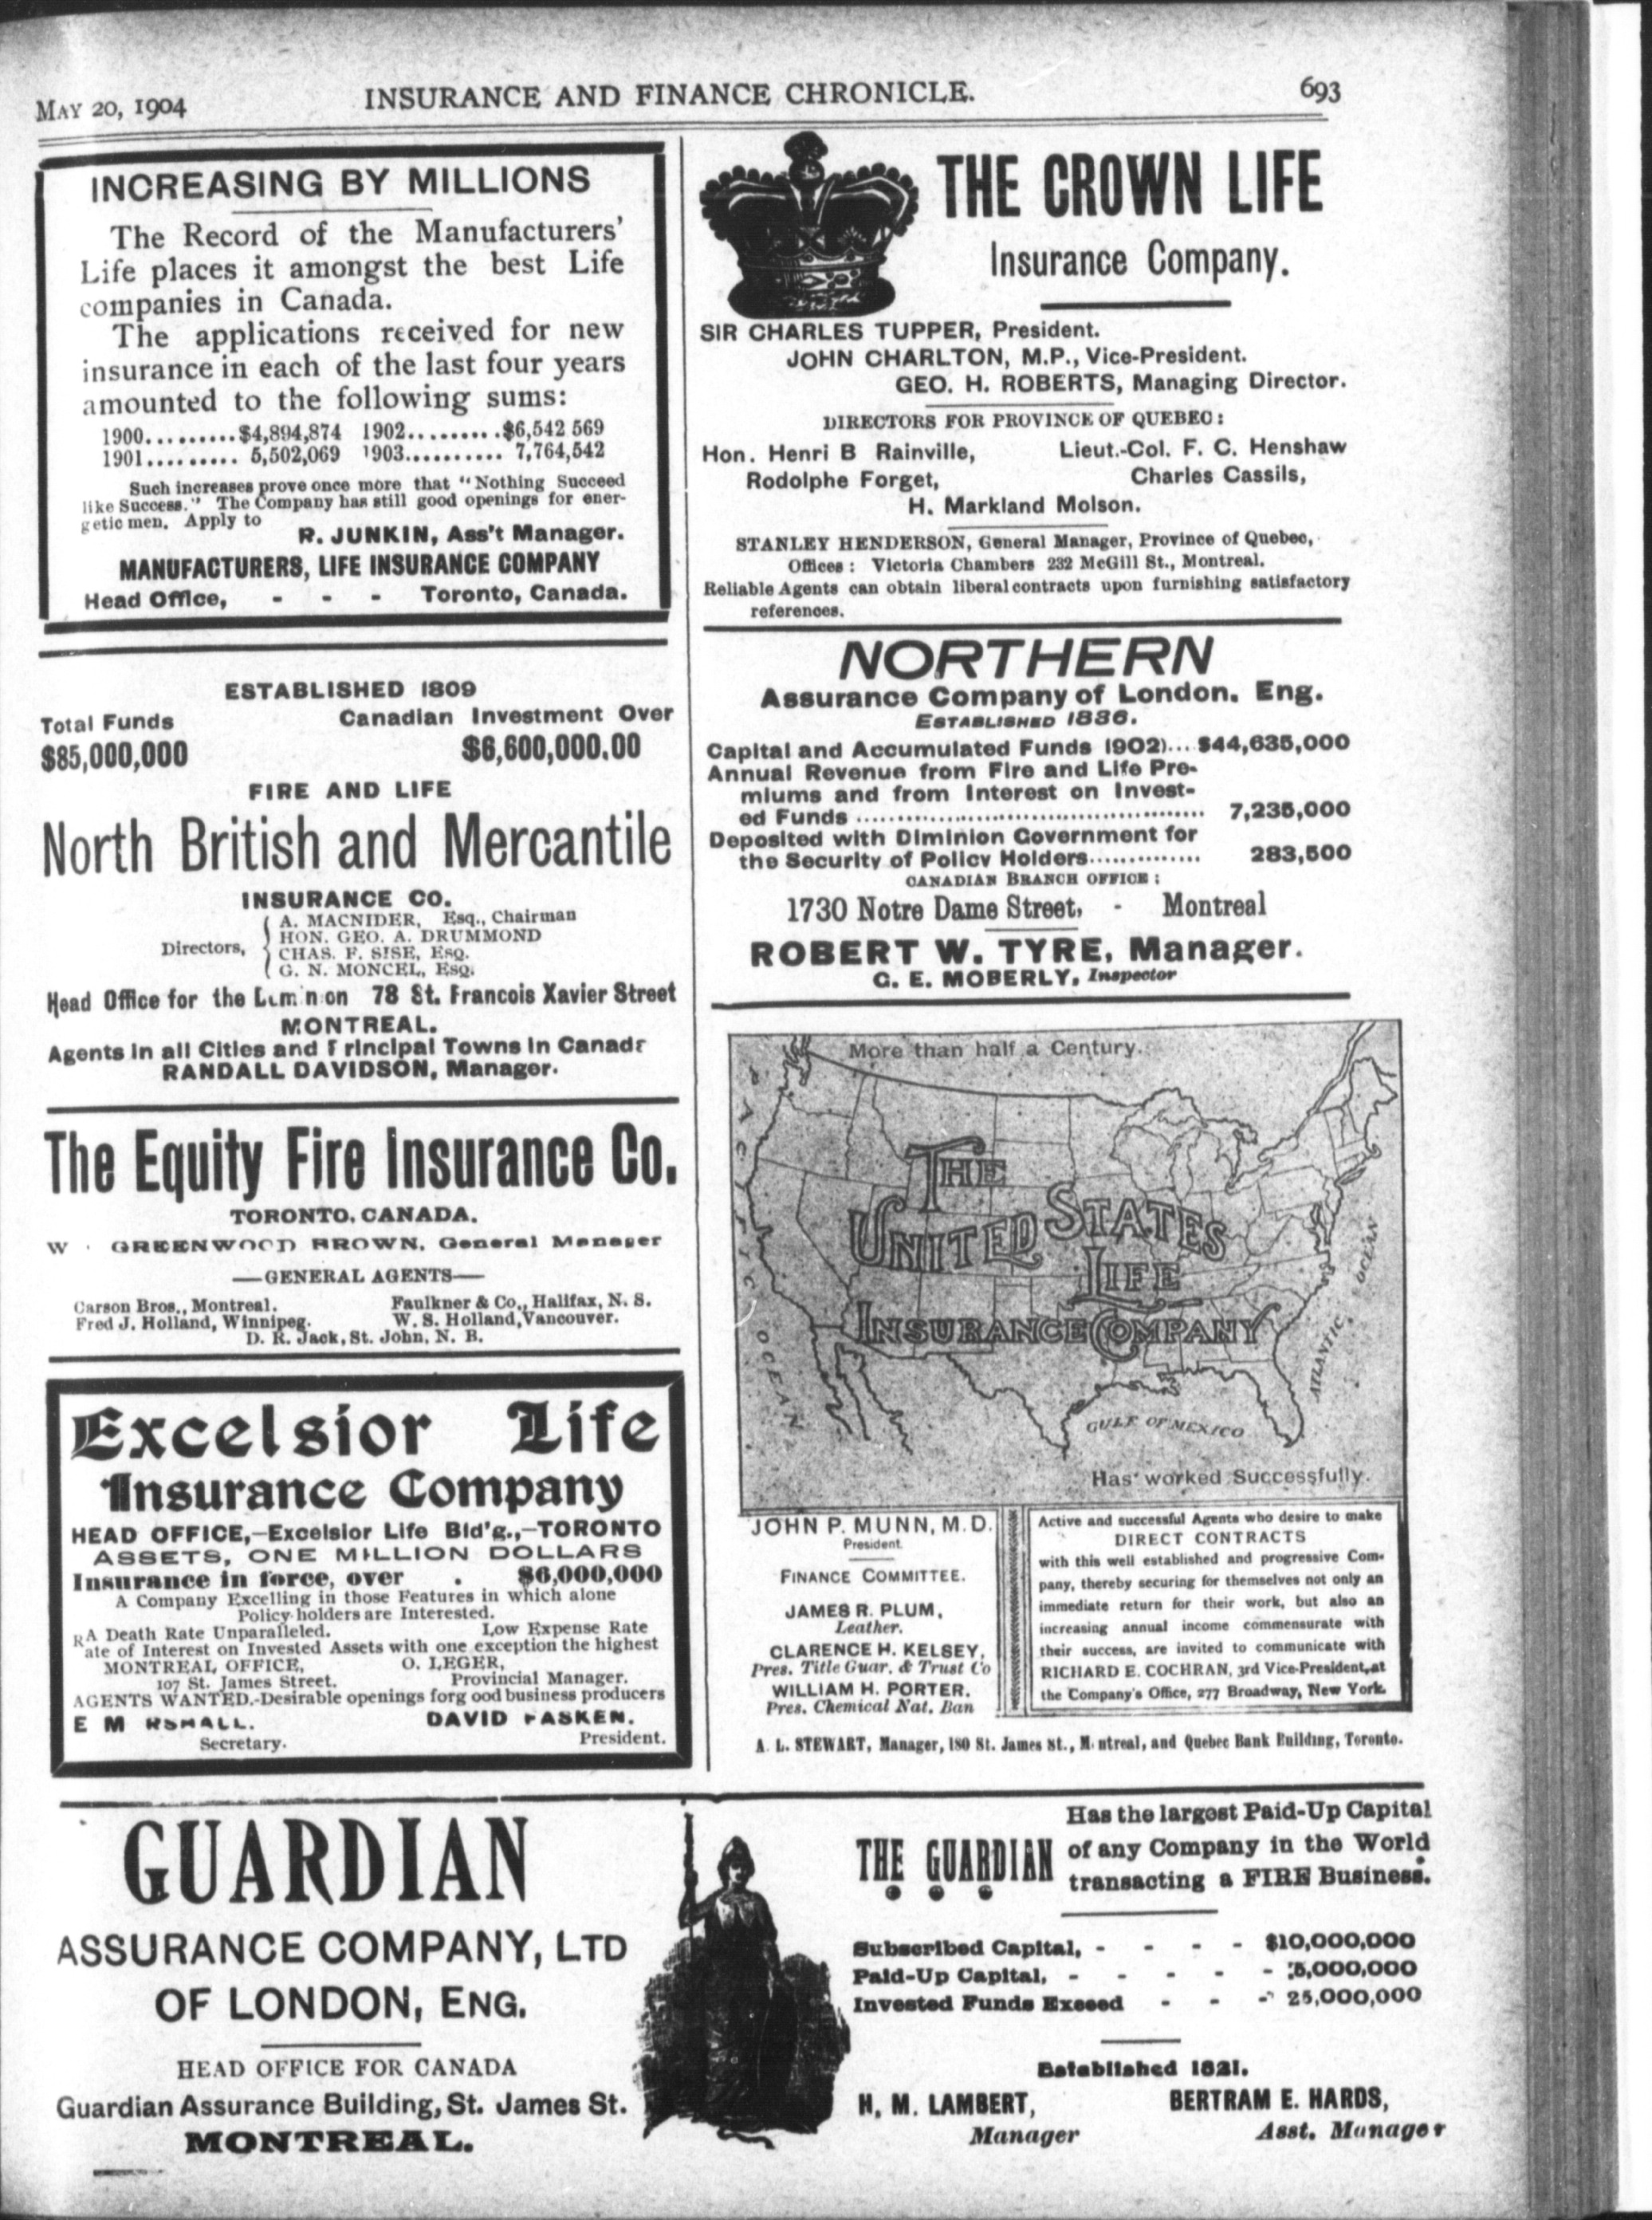 MAY 20, 1904
INSURANCE AND FINANCE CHRONICLE.
693
INCREASING BY MILLIONS
The Record of the Manufacturers'
Life places it amongst the best Life
companies in Canada.
The applications received for new
insurance in each of the last four years
amounted to the following sums:
1900.........$4,894,874 1902.........$6,542 569
1901......... 5,502,069 1903.......... 7,764,542
Such increases prove once more that "Nothing Succeed
like Success." The Company has still good openings for ener-
getic men. Apply to
R. JUNKIN, Ass't Manager.
MANUFACTURERS, LIFE INSURANCE COMPANY
Head Office, - - - Toronto, Canada.
ESTABLISHED 1809
Total Funds Canadian Investment Over
$85,000,000 $6,600,000.00
FIRE AND LIFE
North British and Mercantile
INSURANCE CO.
Directors,
A. MACNIDER, Esq., Chairman
HON. GEO. A. DRUMMOND
CHAS. F. SISE, ESQ.
G. N. MONCEL, ESQ.
Head Office for the 78 St. Francois Xavier Street
MONTREAL.
Agents in all Cities and Principal Towns in Canada
RANDALL DAVIDSON, Manager.
The Equity Fire Insurance Co.
TORONTO, CANADA.
W GREENWOOD BROWN, General Manager
—GENERAL AGENTS—
Carson Bros., Montreal. Faulkner & Co., Halifax, N. S.
Fred J. Holland, Winnipeg. W. S. Holland, Vancouver.
D. R. Jack, St. John, N. B.
Excelsior Life
Insurance Company
HEAD OFFICE,—Excelsior Life Bld'g.,—TORONTO
ASSETS, ONE MILLION DOLLARS
Insurance in force, over . $6,000,000
A Company Excelling in those Features in which alone
Policy-holders are Interested.
RA Death Rate Unparalleled. Low Expense Rate
ate of Interest on Invested Assets with one exception the highest
MONTREAL OFFICE, O. LEGER,
107 St. James Street. Provincial Manager.
AGENTS WANTED.-Desirable openings forg ood business producers
E M RSHALL. DAVID FASKEN.
Secretary. President.
THE CROWN LIFE
Insurance Company.
SIR CHARLES TUPPER, President.
JOHN CHARLTON, M.P., Vice-President.
GEO. H. ROBERTS, Managing Director.
DIRECTORS FOR PROVINCE OF QUEBEC:
Hon. Henri B Rainville, Lieut.-Col. F. C. Henshaw
Rodolphe Forget, Charles Cassils,
H. Markland Molson.
STANLEY HENDERSON, General Manager, Province of Quebec,
Offices: Victoria Chambers 232 McGill St., Montreal.
Reliable Agents can obtain liberal contracts upon furnishing satisfactory
references.
NORTHERN
Assurance Company of London, Eng.
ESTABLISHED 1836.
Capital and Accumulated Funds 1902)... $44,635,000
Annual Revenue from Fire and Life Pre-
miums and from Interest on Invest-
ed Funds ........................................ 7,235,000
Deposited with Diminion Government for
the Security of Policy Holders.............. 283,500
CANADIAN BRANCH OFFICE:
1730 Notre Dame Street, - Montreal
ROBERT W. TYRE, Manager.
G. E. MOBERLY, Inspector
More than half a Century.
PACIFIC OCEAN
THE
UNITED STATES
LIFE
INSURANCE COMPANY
ATLANTIC OCEAN
GULF OF MEXICO
Has worked Successfully.
JOHN P. MUNN, M.D.
President.
FINANCE COMMITTEE.
JAMES R. PLUM,
Leather.
CLARENCE H. KELSEY,
Pres. Title Guar. & Trust Co
WILLIAM H. PORTER,
Pres. Chemical Nat. Ban
Active and successful Agents who desire to make
DIRECT CONTRACTS
with this well established and progressive Com-
pany, thereby securing for themselves not only an
immediate return for their work, but also an
increasing annual income commensurate with
their success, are invited to communicate with
RICHARD E. COCHRAN, 3rd Vice-President, at
the Company's Office, 277 Broadway, New York.
A. L. STEWART, Manager, 180 St. James St., M ntreal, and Quebec Bank Building, Toronto.
GUARDIAN
ASSURANCE COMPANY, LTD
OF LONDON, ENG.
HEAD OFFICE FOR CANADA
Guardian Assurance Building, St. James St.
MONTREAL.
THE GUARDIAN
Has the largest Paid-Up Capital
of any Company in the World
transacting a FIRE Business.
Subscribed Capital, - - - - $10,000,000
Paid-Up Capital, - - - - - 5,000,000
Invested Funds Exceed - - - 25,000,000
Established 1821.
H. M. LAMBERT, BERTRAM E. HARDS,
Manager Asst. Manager